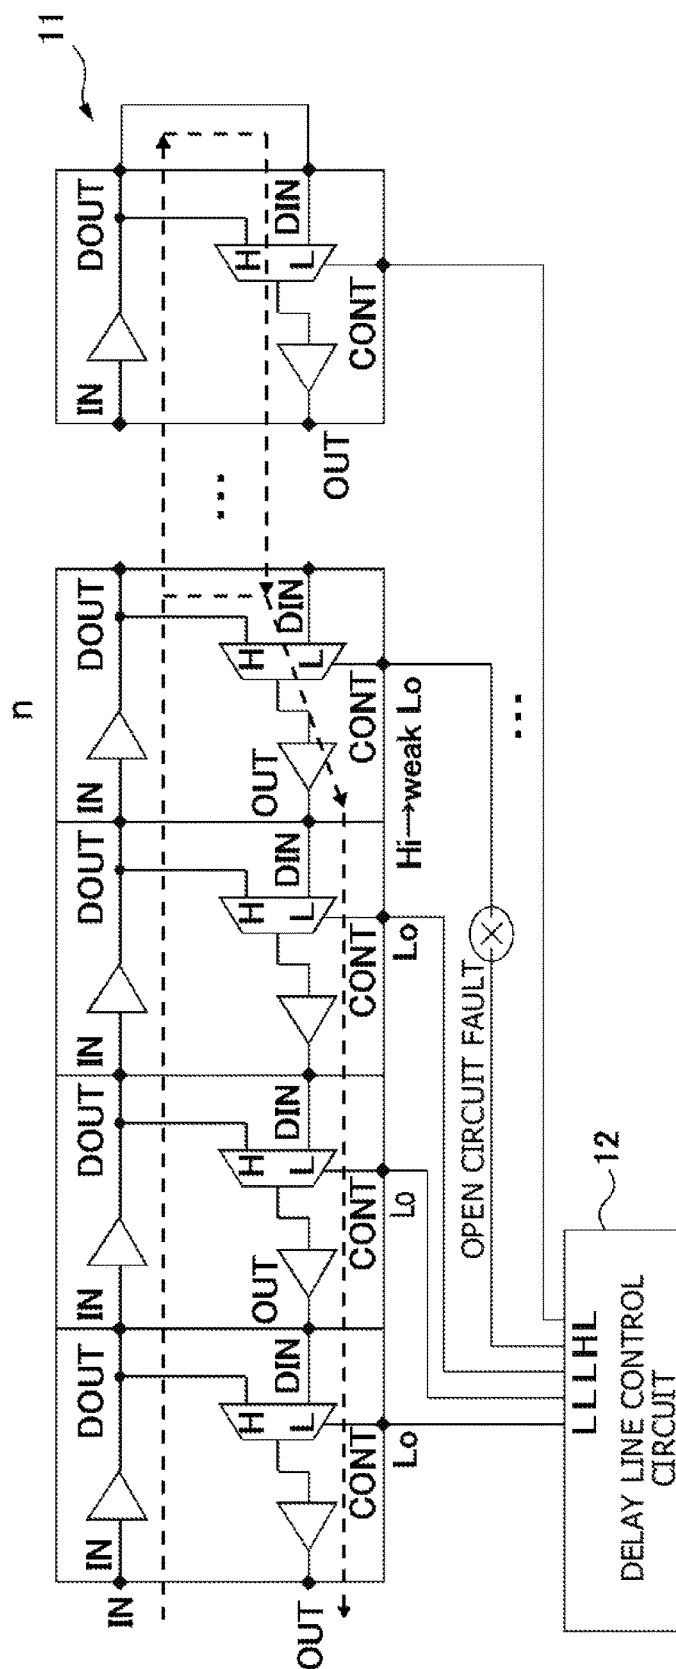 11
n
IN DOUT IN DOUT IN DOUT IN DOUT IN DOUT
IN
H H H H H
DIN OUT DIN DIN OUT DIN DIN
L L L L L
OUT
OUT
...
CONT CONT CONT CONT CONT
Lo Lo Lo Hi→weak Lo
OPEN CIRCUIT FAULT
...
12
LLLHL
DELAY LINE CONTROL
CIRCUIT